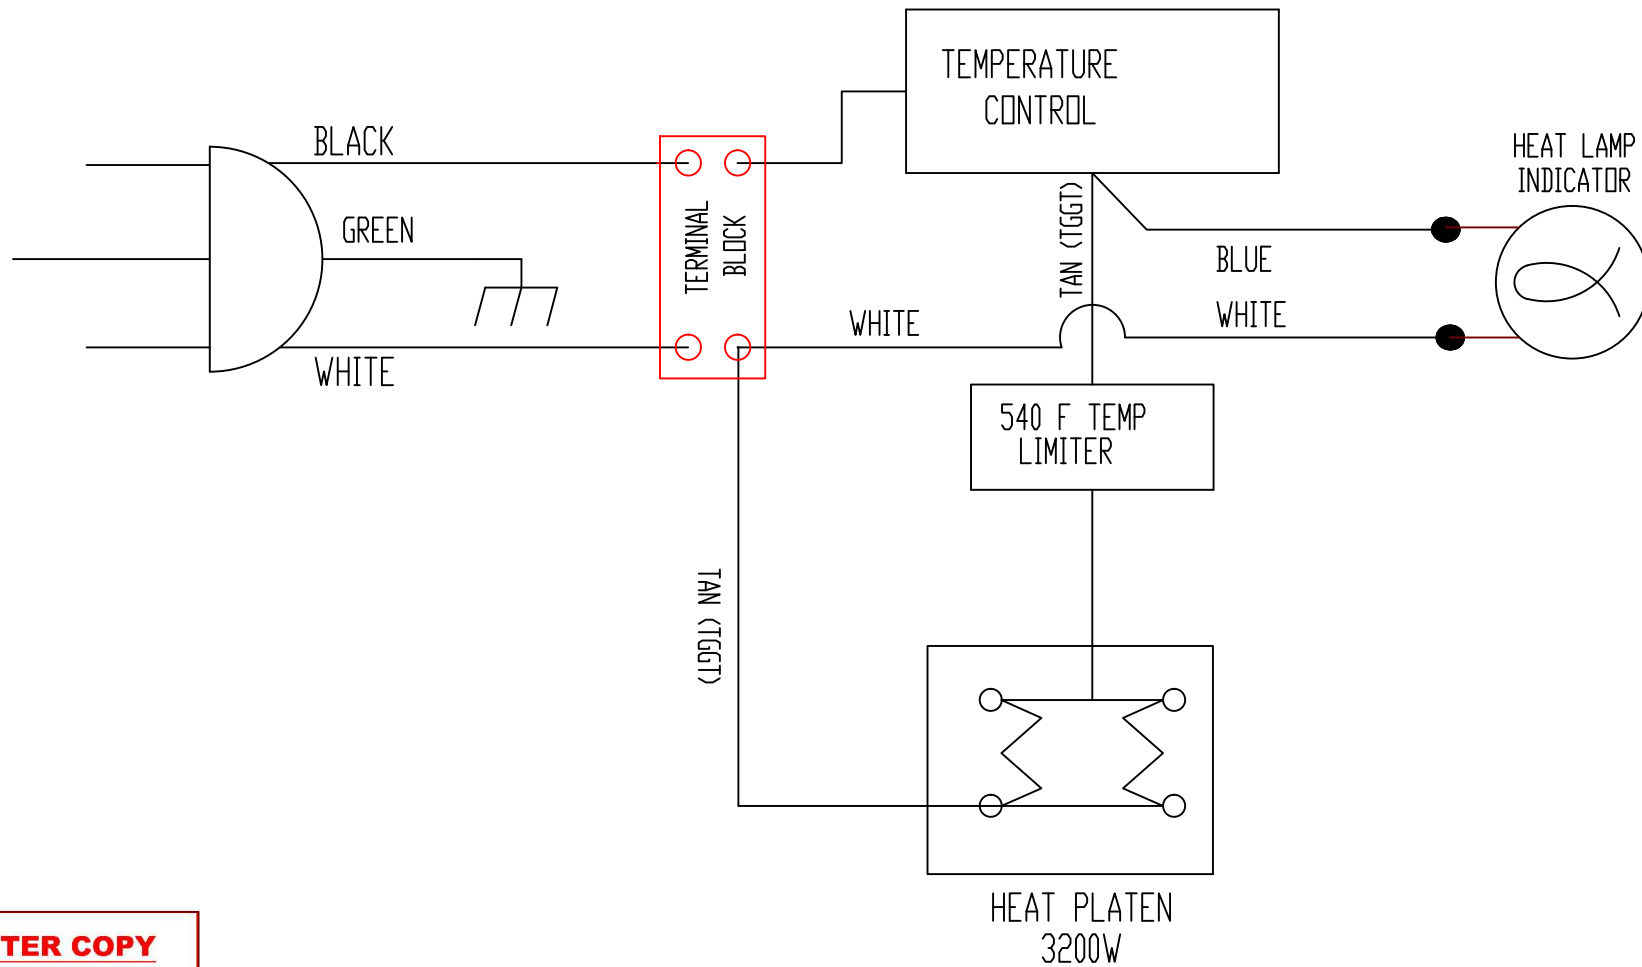 TEMPERATURE
CONTROL
BLACK
HEAT LAMP
INDICATOR
GREEN
TERMINAL
BLOCK
TAN (TGGT)
BLUE
WHITE
WHITE
WHITE
540 F TEMP
LIMITER
TAN (TGGT)
HEAT PLATEN
3200W
TER COPY